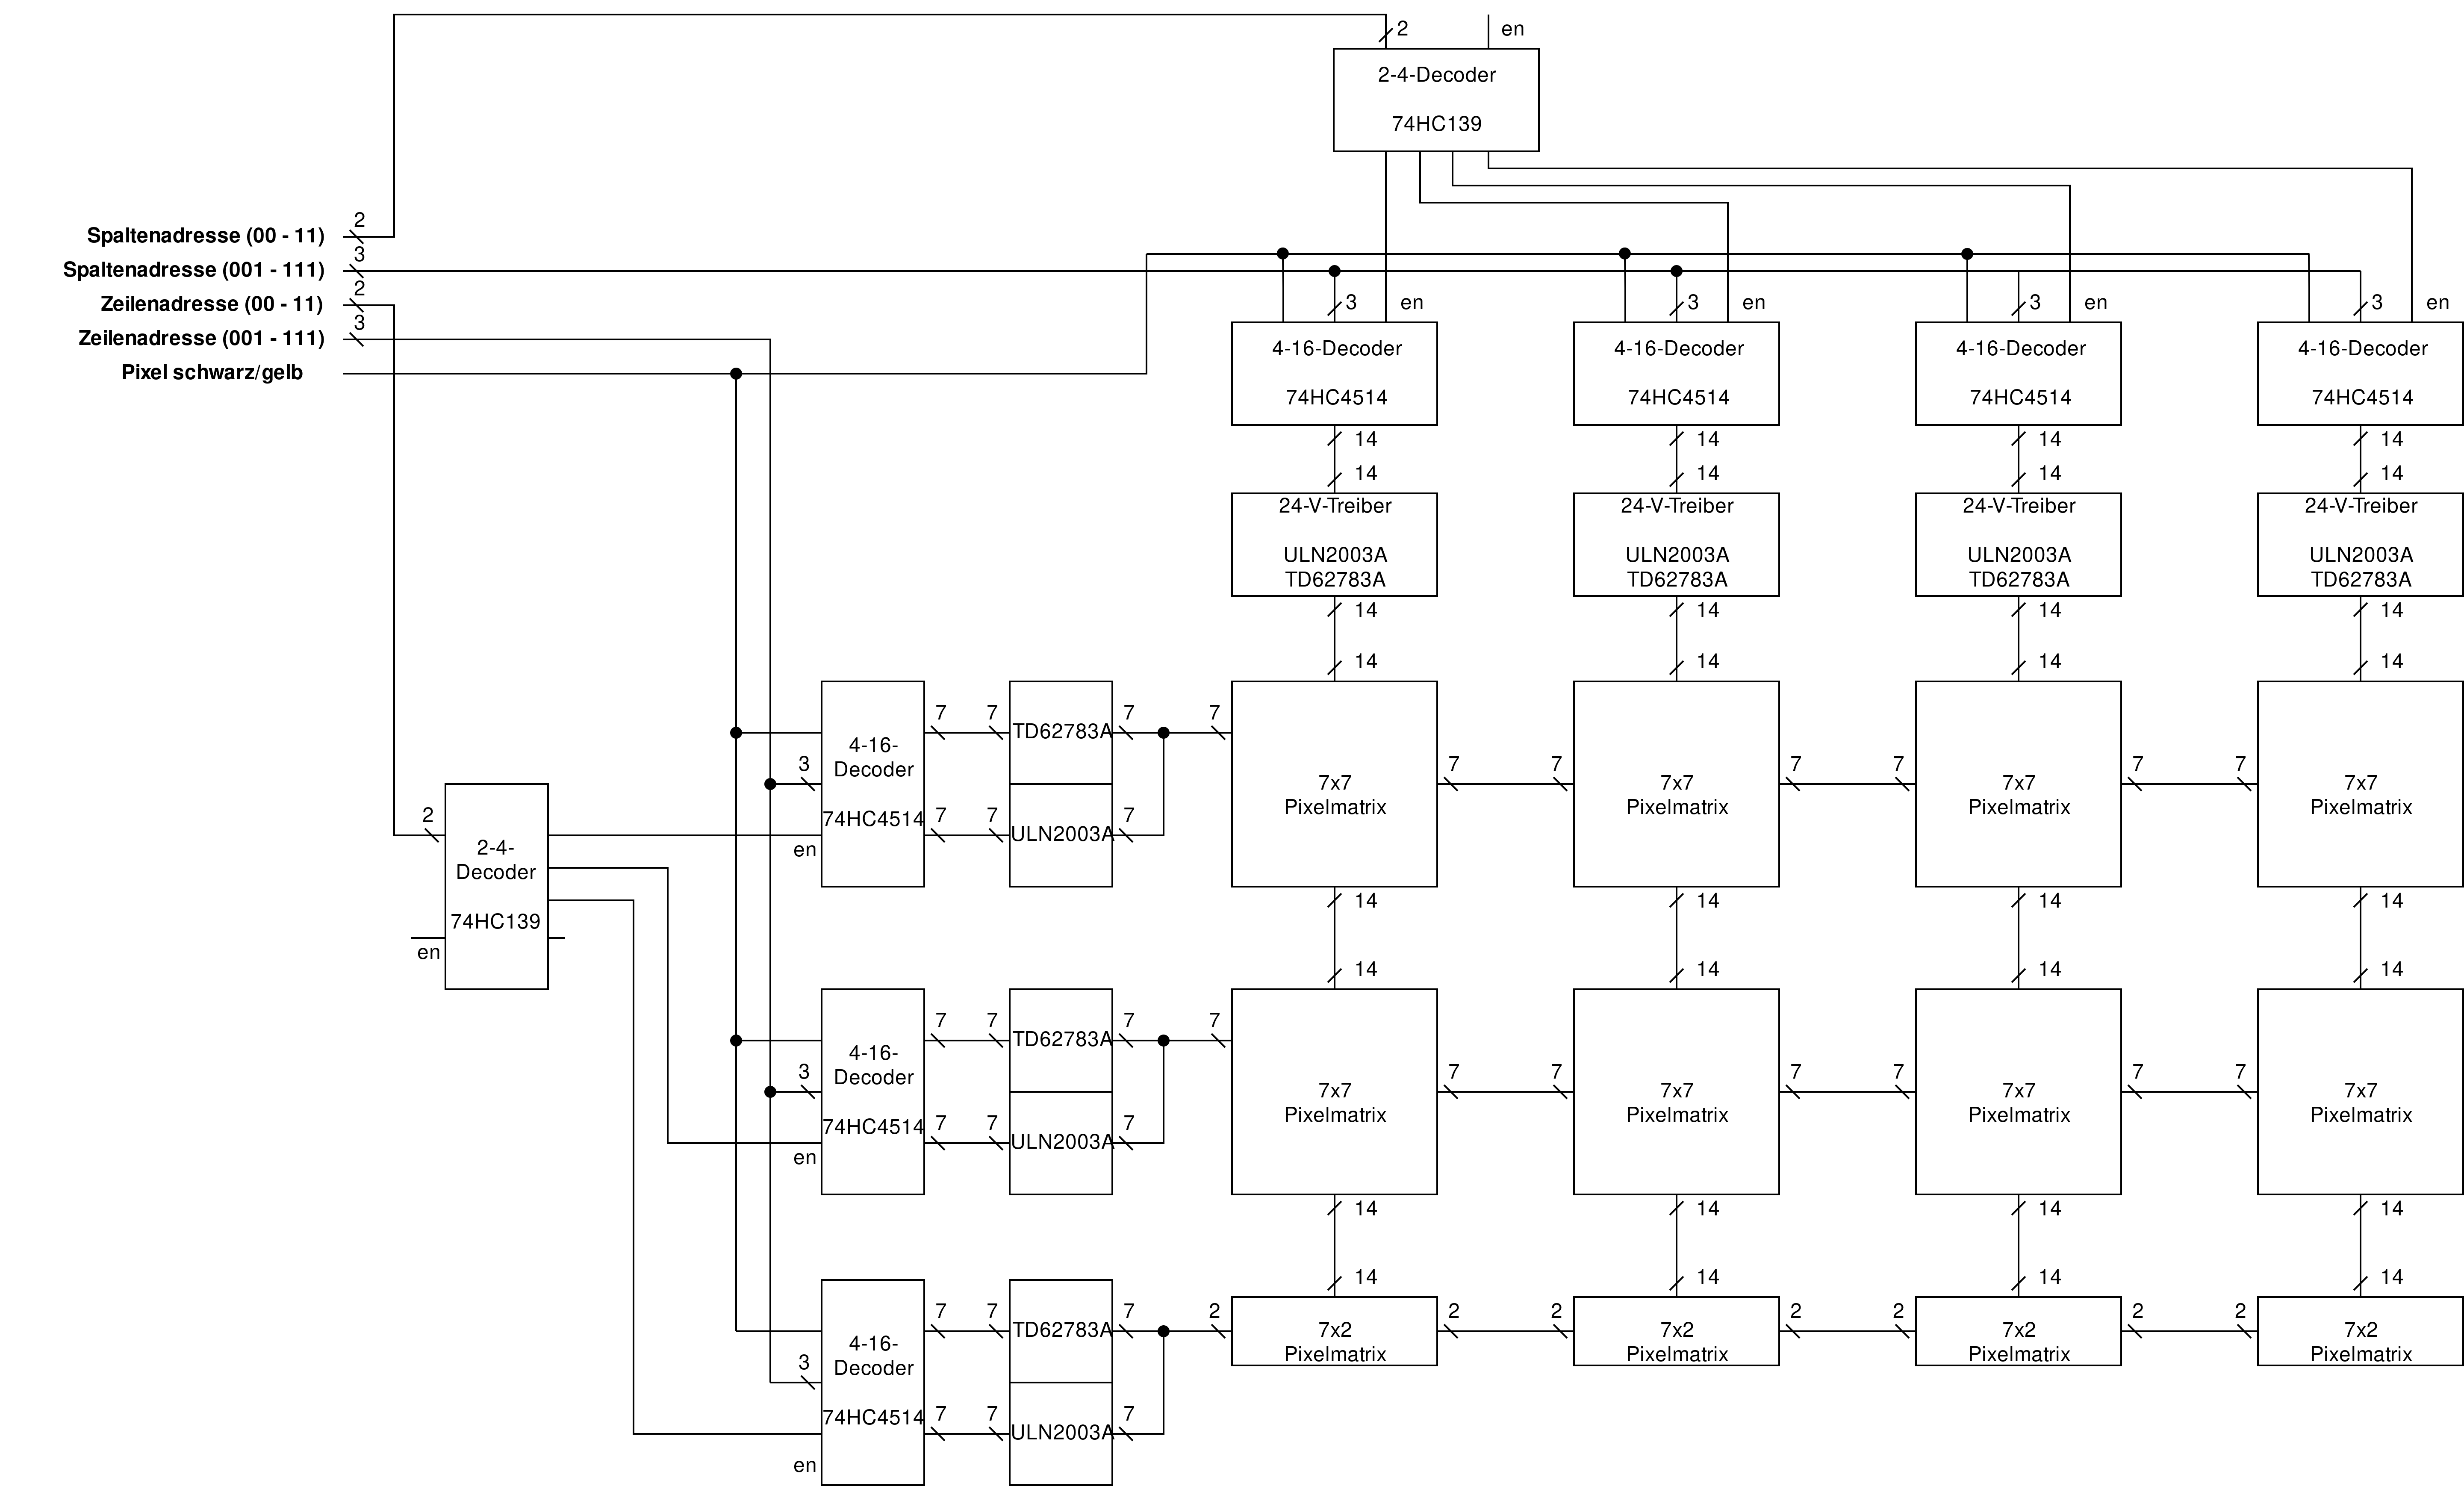 2 en
2-4-Decoder
74HC139
Spaltenadresse (00 - 11) 2
Spaltenadresse (001 - 111) 3
Zeilenadresse (00 - 11) 2
Zeilenadresse (001 - 111) 3
Pixel schwarz/gelb
3 en 3 en 3 en 3 en
4-16-Decoder 4-16-Decoder 4-16-Decoder 4-16-Decoder
74HC4514 74HC4514 74HC4514 74HC4514
14 14 14 14
14 14 14 14
24-V-Treiber 24-V-Treiber 24-V-Treiber 24-V-Treiber
ULN2003A ULN2003A ULN2003A ULN2003A
TD62783A TD62783A TD62783A TD62783A
14 14 14 14
14 14 14 14
7 7 7 7
TD62783A
4-16-
Decoder
3 7 7 7 7 7 7
7x7 7x7 7x7 7x7
Pixelmatrix Pixelmatrix Pixelmatrix Pixelmatrix
74HC4514 7 7 ULN2003A 7
en
2
2-4-
Decoder
74HC139
en
14 14 14 14
14 14 14 14
7 7 7 7
TD62783A
4-16-
Decoder
3 7 7 7 7 7 7
7x7 7x7 7x7 7x7
Pixelmatrix Pixelmatrix Pixelmatrix Pixelmatrix
74HC4514 7 7 ULN2003A 7
en
14 14 14 14
14 14 14 14
7 7 7 2 2 2 2 2 2 2
TD62783A 7x2 7x2 7x2 7x2
4-16- Pixelmatrix Pixelmatrix Pixelmatrix Pixelmatrix
Decoder
3
74HC4514 7 7 ULN2003A 7
en